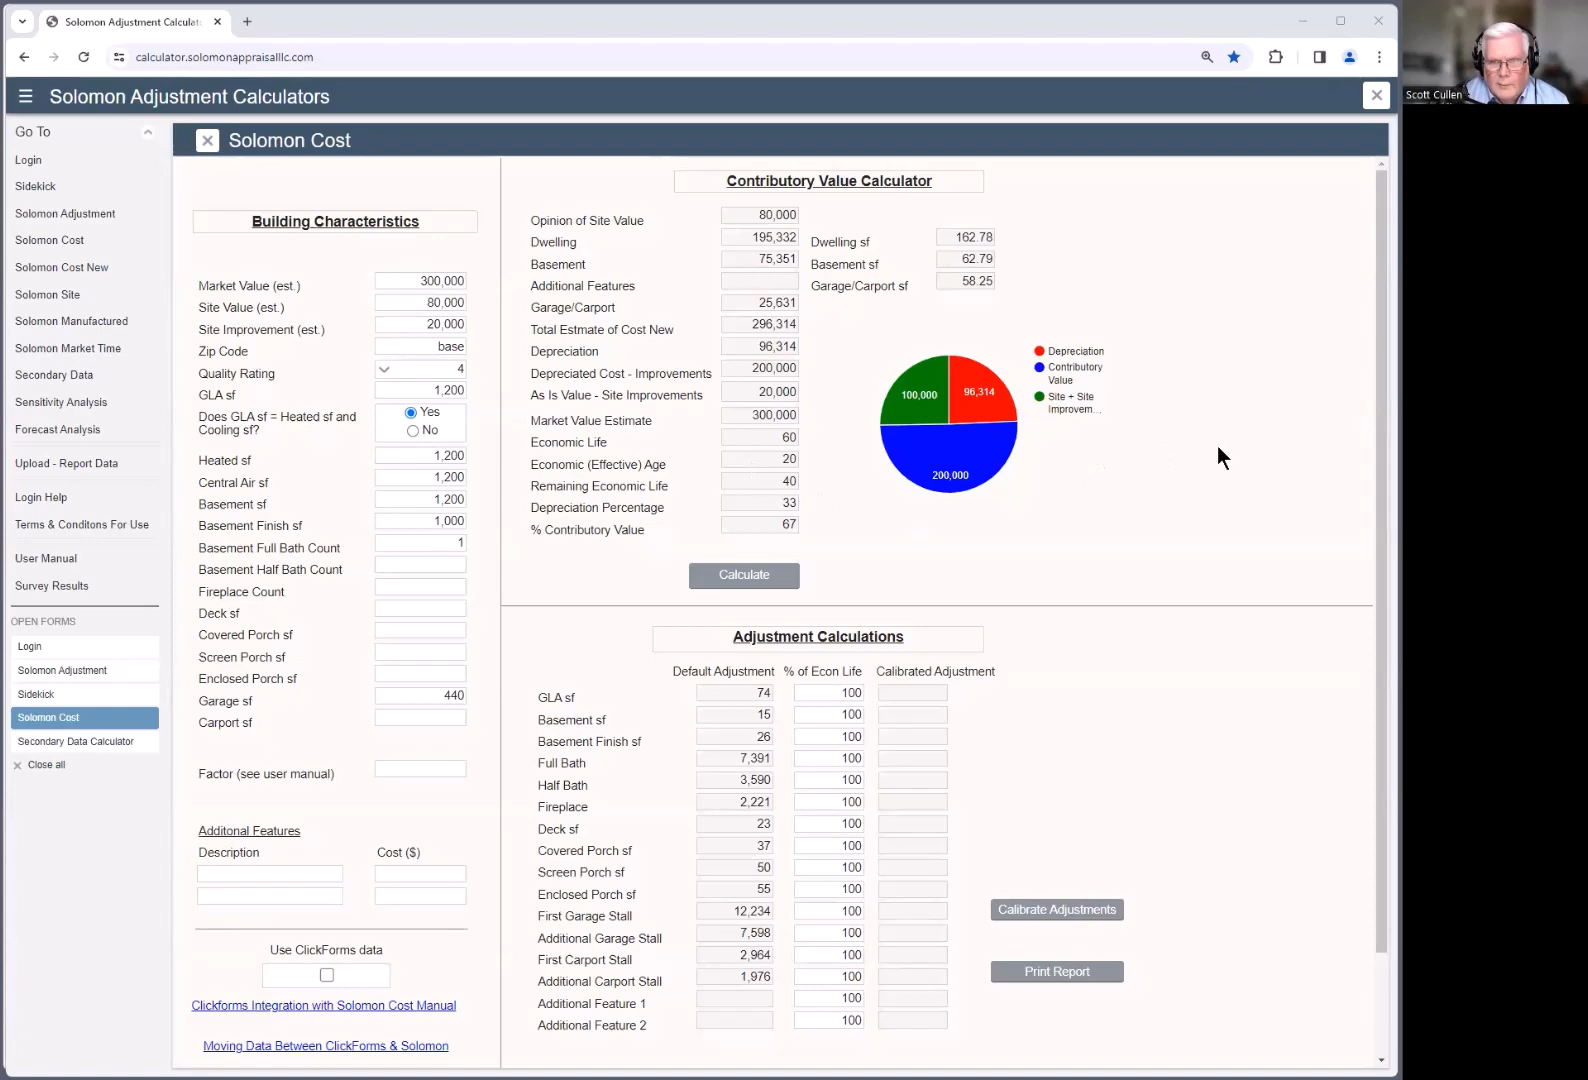 Solomon Adjustment Calculat
calculator.solomonappraisalllc.com
Scott Cullen
Solomon Adjustment Calculators
Go To
Login
Sidekick
Solomon Adjustment
Solomon Cost
Solomon Cost New
Solomon Site
Solomon Manufactured
Solomon Market Time
Secondary Data
Sensitivity Analysis
Forecast Analysis
Upload - Report Data
Login Help
Terms & Conditons For Use
User Manual
Survey Results
OPEN FORMS
Login
Solomon Adjustment
Sidekick
Solomon Cost
Secondary Data Calculator
Close all
Solomon Cost
Building Characteristics
Market Value (est.) 300,000
Site Value (est.) 80,000
Site Improvement (est.) 20,000
Zip Code base
Quality Rating 4
GLA sf 1,200
Does GLA sf = Heated sf and Yes
Cooling sf? No
Heated sf 1,200
Central Air sf 1,200
Basement sf 1,200
Basement Finish sf 1,000
Basement Full Bath Count 1
Basement Half Bath Count
Fireplace Count
Deck sf
Covered Porch sf
Screen Porch sf
Enclosed Porch sf
Garage sf 440
Carport sf
Factor (see user manual)
Additonal Features
Description Cost ($)
Use ClickForms data
Clickforms Integration with Solomon Cost Manual
Moving Data Between ClickForms & Solomon
Contributory Value Calculator
Opinion of Site Value 80,000
Dwelling 195,332 Dwelling sf 162.78
Basement 75,351 Basement sf 62.79
Additional Features Garage/Carport sf 58.25
Garage/Carport 25,631
Total Estmate of Cost New 296,314
Depreciation 96,314
Depreciated Cost - Improvements 200,000
As Is Value - Site Improvements 20,000
Market Value Estimate 300,000
Economic Life 60
Economic (Effective) Age 20
Remaining Economic Life 40
Depreciation Percentage 33
% Contributory Value 67
100,000
96,314
200,000
Depreciation
Contributory
Value
Site + Site
Improvem...
Calculate
Adjustment Calculations
Default Adjustment % of Econ Life Calibrated Adjustment
GLA sf 74 100
Basement sf 15 100
Basement Finish sf 26 100
Full Bath 7,391 100
Half Bath 3,590 100
Fireplace 2,221 100
Deck sf 23 100
Covered Porch sf 37 100
Screen Porch sf 50 100
Enclosed Porch sf 55 100
First Garage Stall 12,234 100
Additional Garage Stall 7,598 100
First Carport Stall 2,964 100
Additional Carport Stall 1,976 100
Additional Feature 1 100
Additional Feature 2 100
Calibrate Adjustments
Print Report